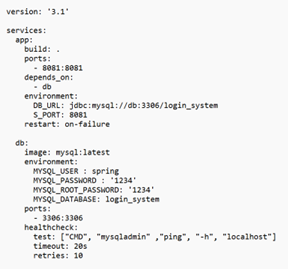 version: '3.1'
services:
app:
build: .
ports:
- 8081:8081
depends_on:
- db
environment:
DB_URL: jdbc:mysql://db:3306/login_system
S_PORT: 8081
restart: on-failure
db:
image: mysql:latest
environment:
MYSQL_USER : spring
MYSQL_PASSWORD : '1234'
MYSQL_ROOT_PASSWORD: '1234'
MYSQL_DATABASE: login_system
ports:
- 3306:3306
healthcheck:
test: ["CMD", "mysqladmin" ,"ping", "-h", "localhost"]
timeout: 20s
retries: 10